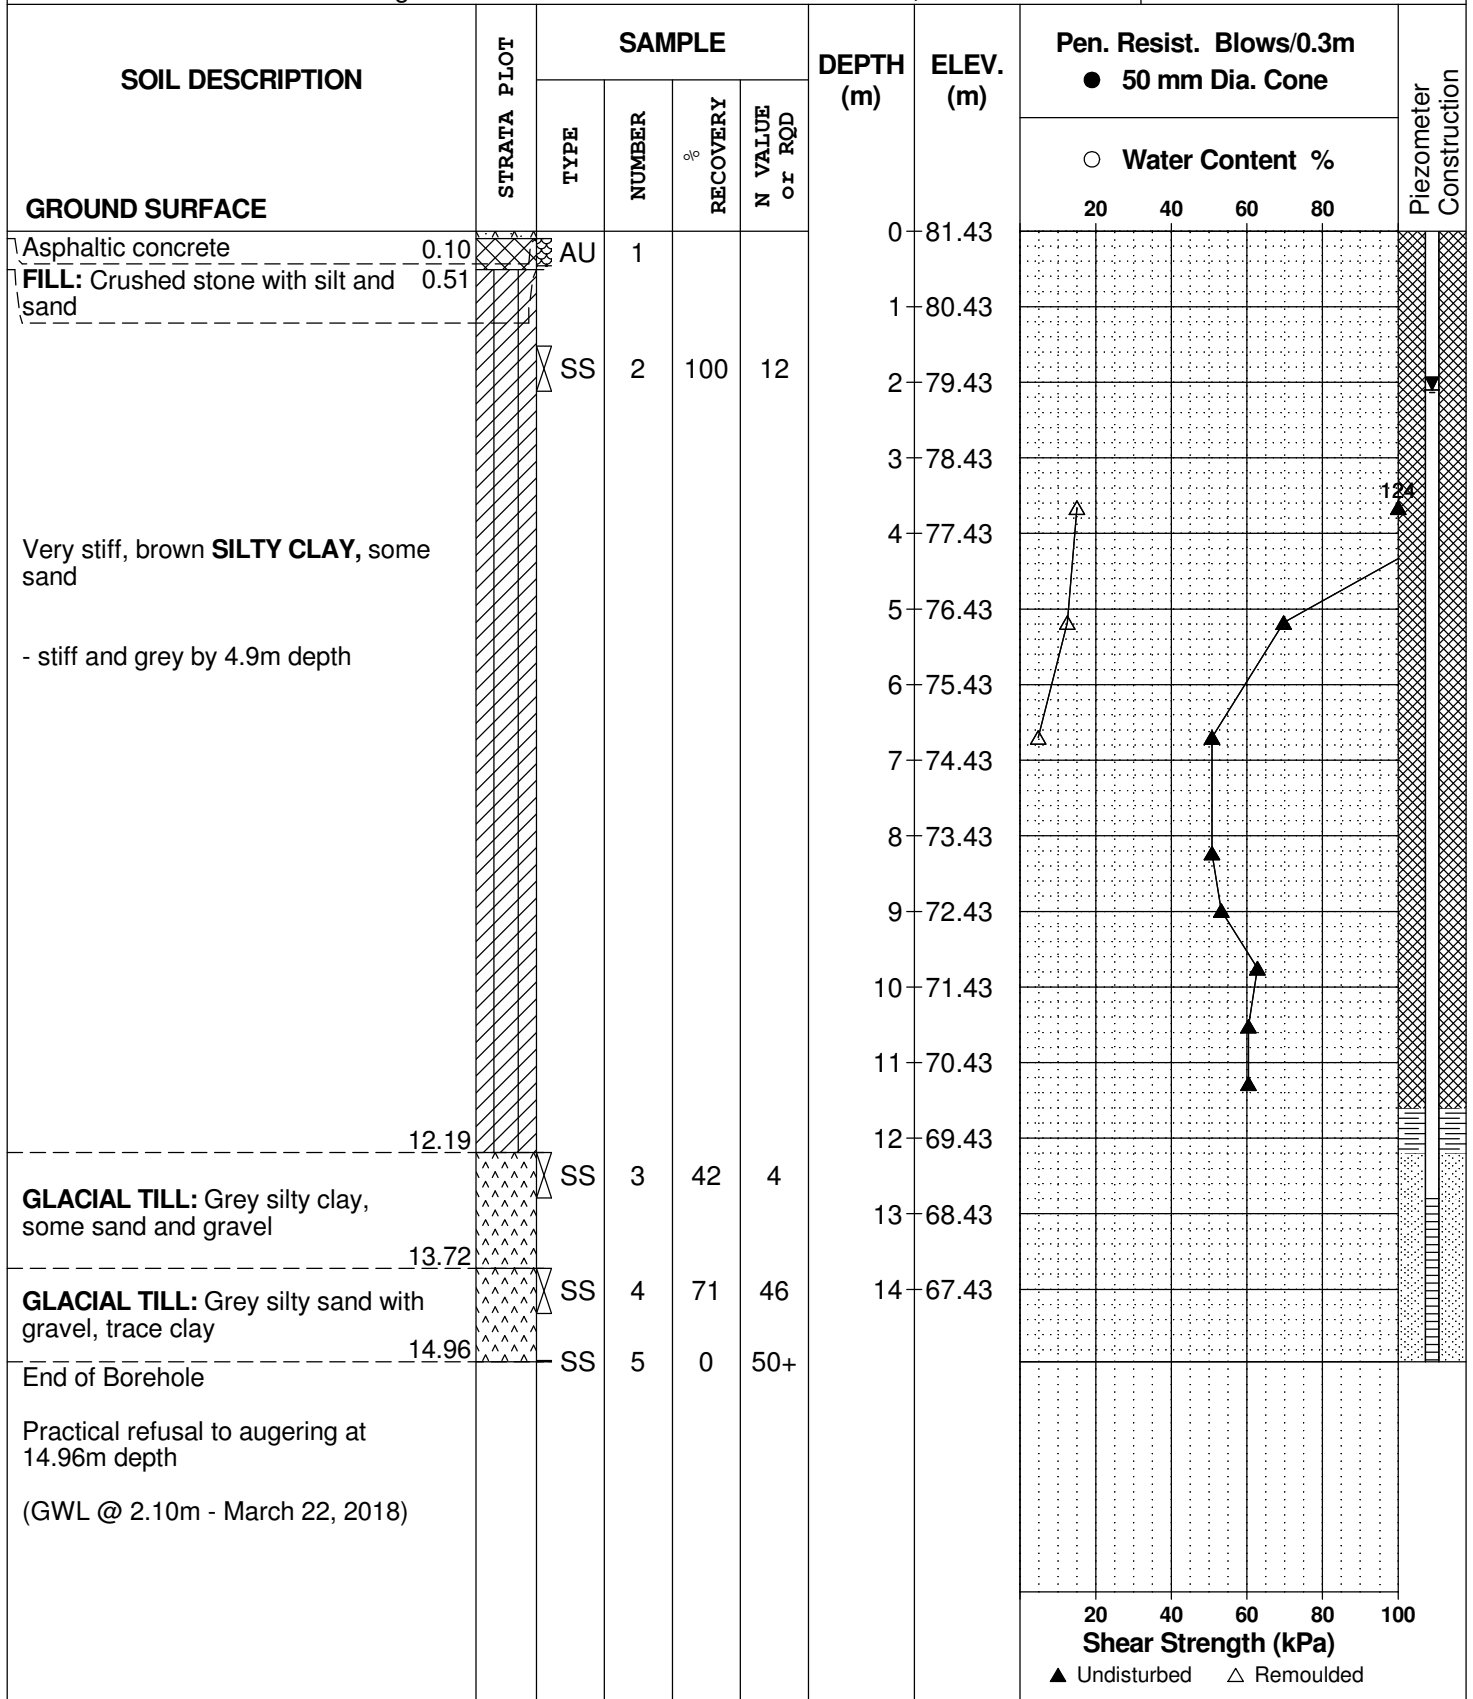 SOIL DESCRIPTION
GROUND SURFACE
STRATA PLOT
SAMPLE
TYPE
NUMBER
%
RECOVERY
N VALUE
or RQD
DEPTH
(m)
ELEV.
(m)
Pen. Resist. Blows/0.3m
● 50 mm Dia. Cone
○ Water Content %
20 40 60 80
Piezometer
Construction
Asphaltic concrete 0.10
FILL: Crushed stone with silt and 0.51
sand
AU 1
0 81.43
1 80.43
SS 2 100 12
2 79.43
3 78.43
124
4 77.43
Very stiff, brown SILTY CLAY, some
sand
5 76.43
- stiff and grey by 4.9m depth
6 75.43
7 74.43
8 73.43
9 72.43
10 71.43
11 70.43
12.19
12 69.43
SS 3 42 4
GLACIAL TILL: Grey silty clay,
some sand and gravel
13 68.43
13.72
SS 4 71 46
14 67.43
GLACIAL TILL: Grey silty sand with
gravel, trace clay
14.96
SS 5 0 50+
End of Borehole
Practical refusal to augering at
14.96m depth
(GWL @ 2.10m - March 22, 2018)
20 40 60 80 100
Shear Strength (kPa)
▲ Undisturbed △ Remoulded